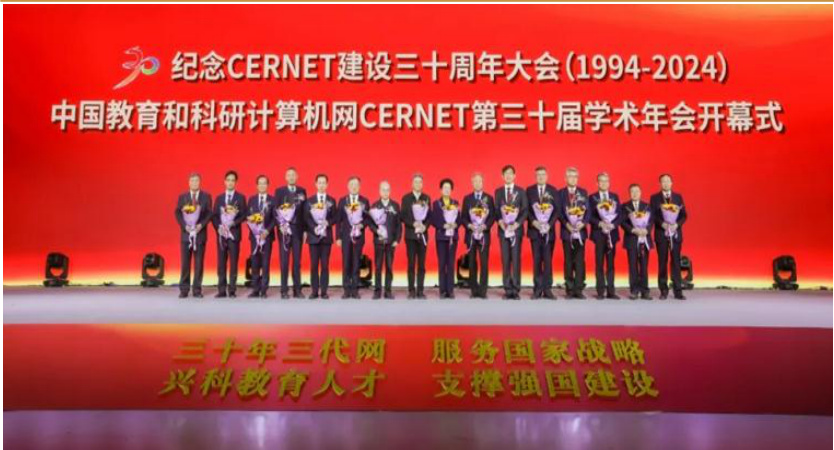 30 纪念CERNET建设三十周年大会(1994-2024)
中国教育和科研计算机网CERNET第三十届学术年会开幕式
三十年三代网 服务国家战略
兴科教育人才 支撑强国建设